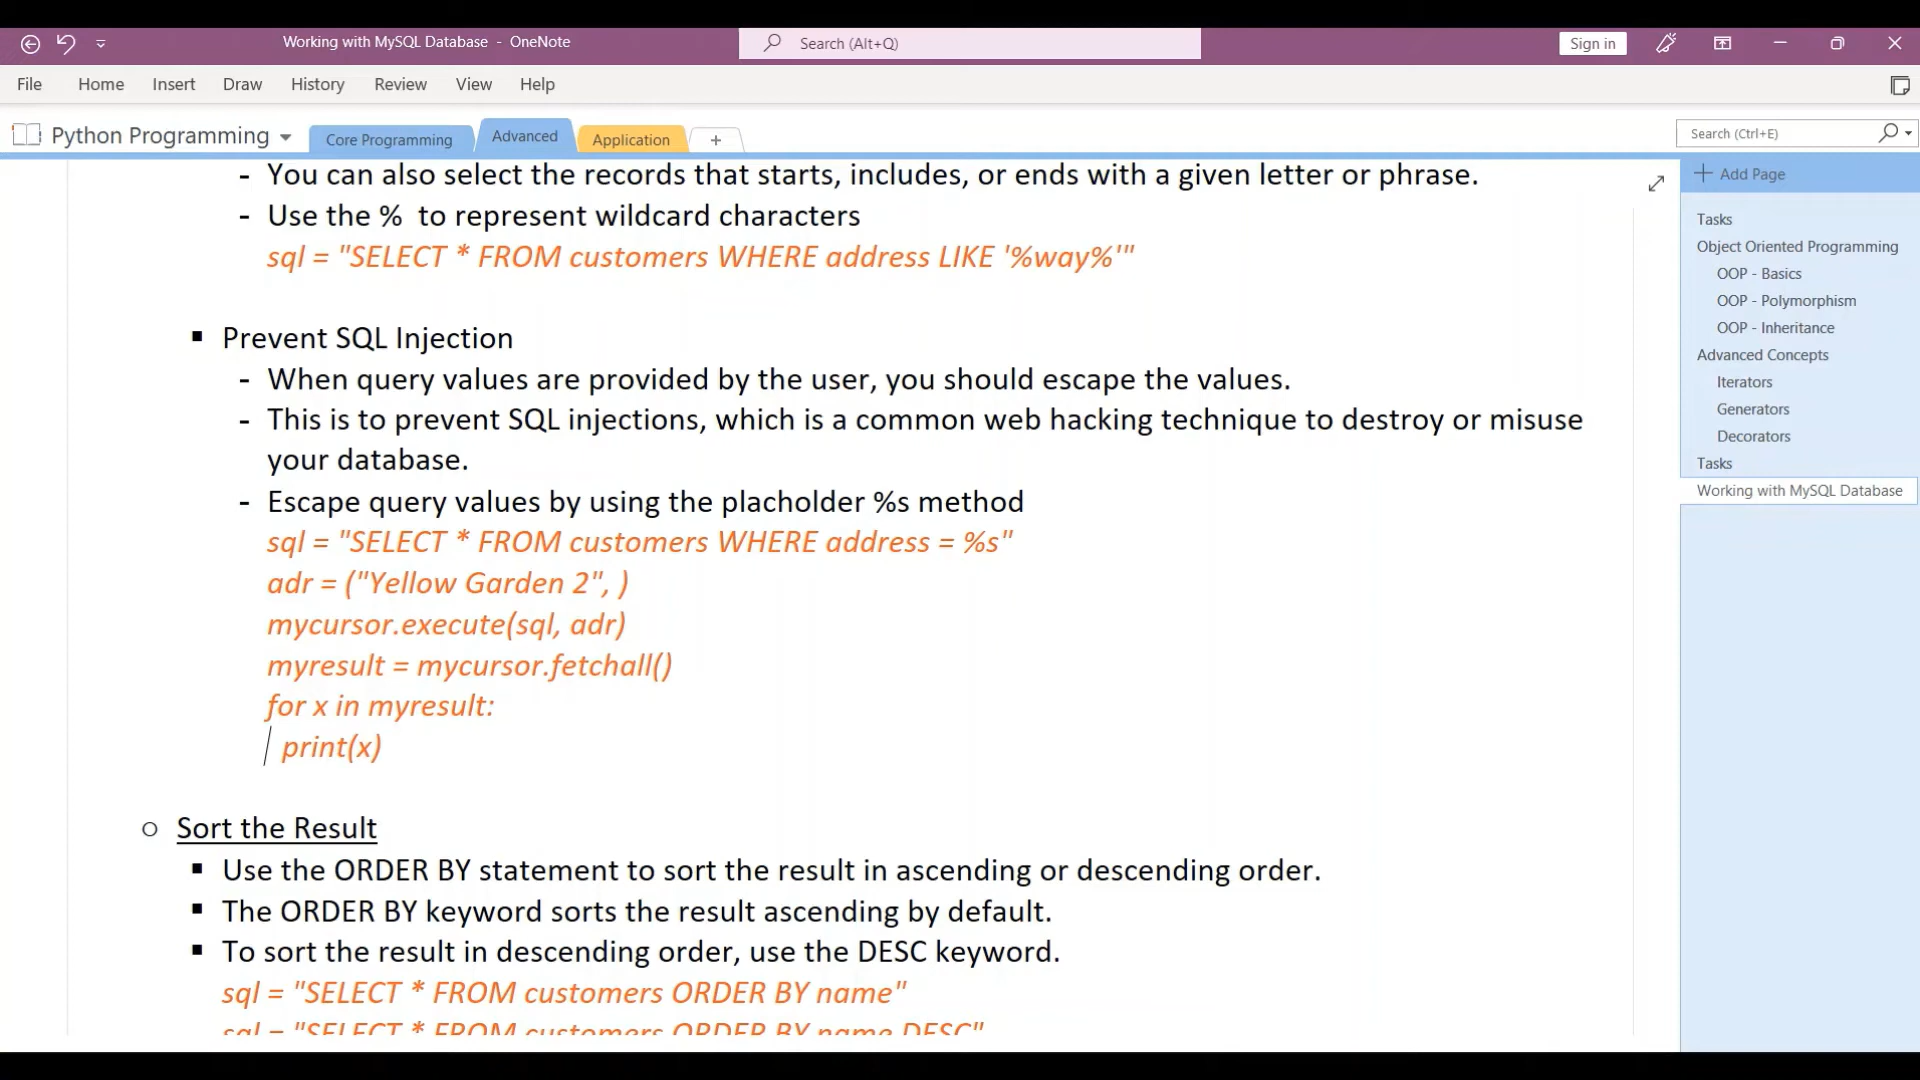 Working with MySQL Database - OneNote
Search (Alt+Q)
Sign in
File Home Insert Draw History Review View Help
Python Programming Core Programming Advanced Application +
Search (Ctrl+E)
- You can also select the records that starts, includes, or ends with a given letter or phrase.
- Use the % to represent wildcard characters
sql = "SELECT * FROM customers WHERE address LIKE '%way%'"
▪ Prevent SQL Injection
- When query values are provided by the user, you should escape the values.
- This is to prevent SQL injections, which is a common web hacking technique to destroy or misuse
your database.
- Escape query values by using the placholder %s method
sql = "SELECT * FROM customers WHERE address = %s"
adr = ("Yellow Garden 2", )
mycursor.execute(sql, adr)
myresult = mycursor.fetchall()
for x in myresult:
print(x)
○ Sort the Result
▪ Use the ORDER BY statement to sort the result in ascending or descending order.
▪ The ORDER BY keyword sorts the result ascending by default.
▪ To sort the result in descending order, use the DESC keyword.
sql = "SELECT * FROM customers ORDER BY name"
sql = "SELECT * FROM customers ORDER BY name DESC"
Add Page
Tasks
Object Oriented Programming
OOP - Basics
OOP - Polymorphism
OOP - Inheritance
Advanced Concepts
Iterators
Generators
Decorators
Tasks
Working with MySQL Database